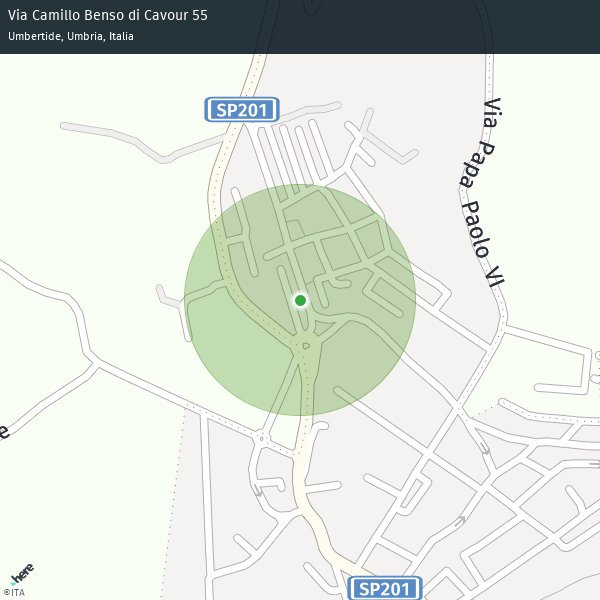 Via Camillo Benso di Cavour 55
Umbertide, Umbria, Italia
SP201
Via Papa Paolo VI
e
SP201
here
©ITA